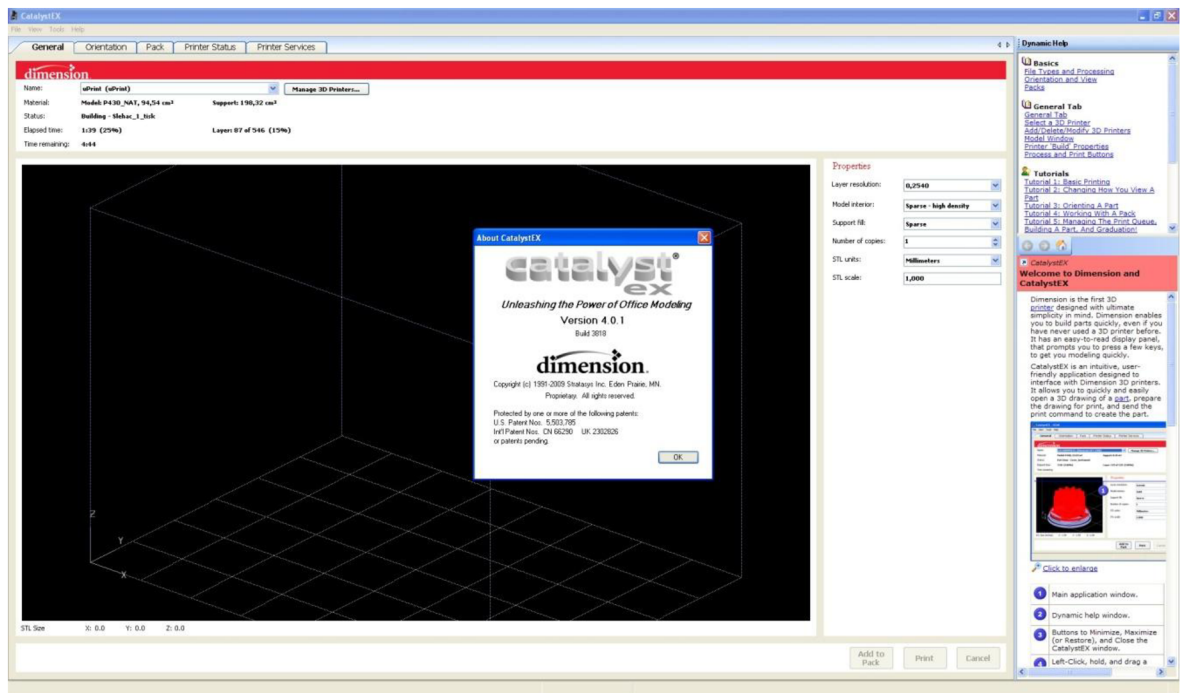 CatalystEX
File View Tools Help
General Orientation Pack Printer Status Printer Services
dimension
Name: uPrint (uPrint) Manage 3D Printers...
Material: Model: P430_NAT, 94,54 cm³ Support: 190,32 cm³
Status: Building - Slehac_1_tisk
Elapsed time: 1:39 (25%) Layer: 87 of 546 (15%)
Time remaining: 4:44
Properties
Layer resolution: 0,2540
Model interior: Sparse - high density
Support fill: Sparse
Number of copies: 1
STL units: Millimeters
STL scale: 1,000
About CatalystEX
catalyst®
ex
Unleashing the Power of Office Modeling
Version 4.0.1
Build 3818
dimension.
Copyright (c) 1991-2009 Stratasys Inc. Eden Prairie, MN.
Proprietary. All rights reserved.
Protected by one or more of the following patents:
U.S. Patent Nos. 5,503,785
Int'l Patent Nos. CN 66290 UK 2302826
or patents pending.
OK
Z
Y
X
STL Size X: 0.0 Y: 0.0 Z: 0.0
Add to
Pack
Print
Cancel
Dynamic Help
Basics
File Types and Processing
Orientation and View
Packs
General Tab
General Tab
Select a 3D Printer
Add/Delete/Modify 3D Printers
Model Window
Printer 'Build' Properties
Process and Print Buttons
Tutorials
Tutorial 1: Basic Printing
Tutorial 2: Changing How You View A
Part
Tutorial 3: Orienting A Part
Tutorial 4: Working With A Pack
Tutorial 5: Managing The Print Queue,
Building A Part, And Graduation!
CatalystEX
Welcome to Dimension and
CatalystEX
Dimension is the first 3D
printer designed with ultimate
simplicity in mind. Dimension enables
you to build parts quickly, even if you
have never used a 3D printer before.
It has an easy-to-read display panel,
that prompts you to press a few keys,
to get you modeling quickly.
CatalystEX is an intuitive, user-
friendly application designed to
interface with Dimension 3D printers.
It allows you to quickly and easily
open a 3D drawing of a part, prepare
the drawing for print, and send the
print command to create the part.
Click to enlarge
1 Main application window.
2 Dynamic help window.
3 Buttons to Minimize, Maximize
(or Restore), and Close the
CatalystEX window.
4 Left-Click, hold, and drag a